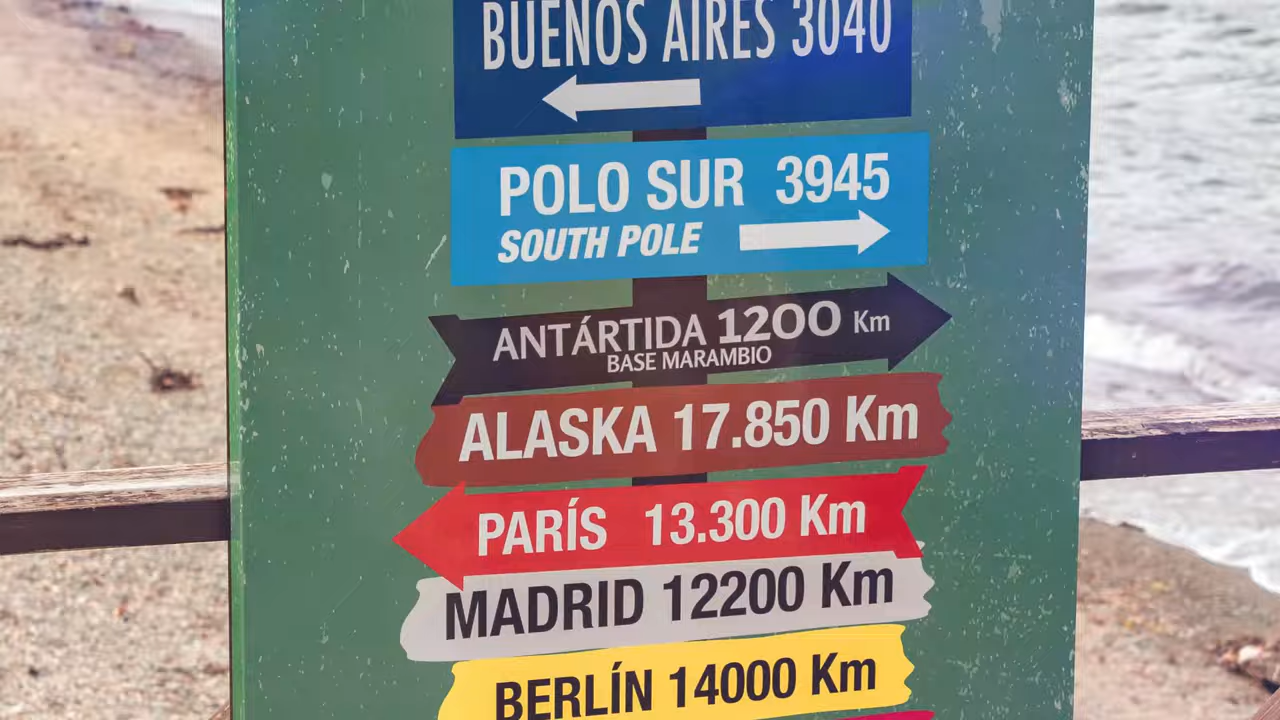 BUENOS AIRES 3040
POLO SUR 3945
SOUTH POLE
ANTÁRTIDA 1200 Km
BASE MARAMBIO
ALASKA 17.850 Km
PARÍS 13.300 Km
MADRID 12200 Km
BERLÍN 14000 Km